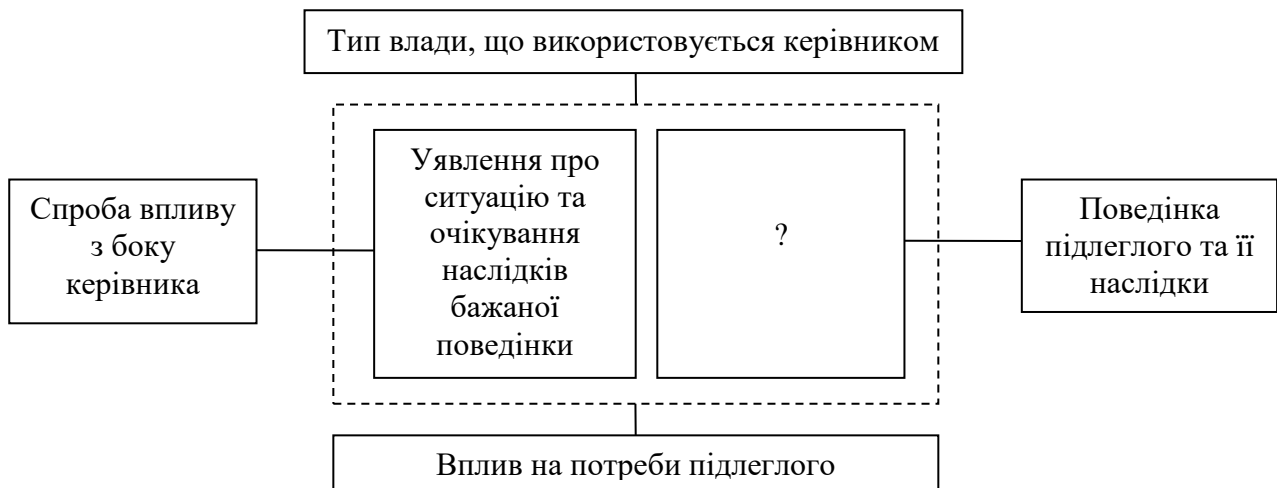 Тип влади, що використовується керівником
Спроба впливу
з боку
керівника
Уявлення про
ситуацію та
очікування
наслідків
бажаної
поведінки
?
Поведінка
підлеглого та її
наслідки
Вплив на потреби підлеглого